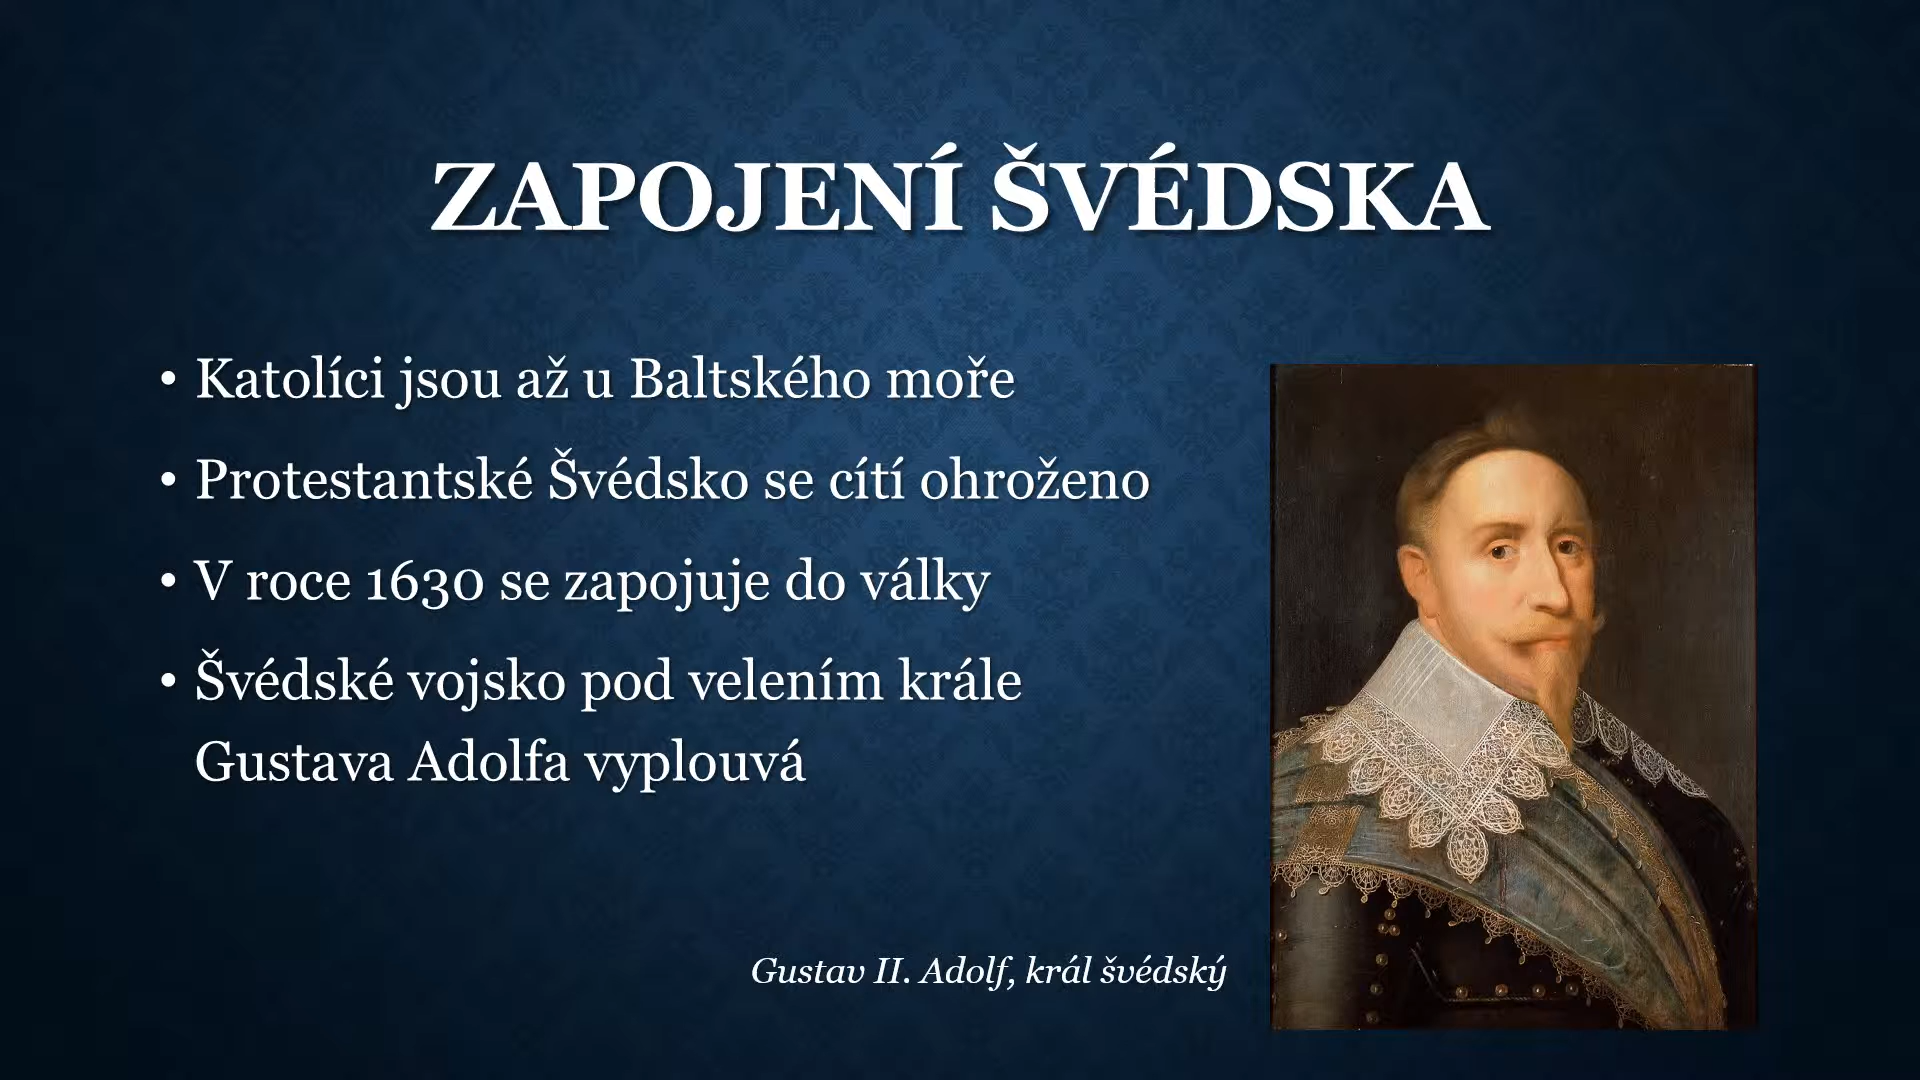 ZAPOJENÍ ŠVÉDSKA
• Katolíci jsou až u Baltského moře
• Protestantské Švédsko se cítí ohroženo
• V roce 1630 se zapojuje do války
• Švédské vojsko pod velením krále
Gustava Adolfa vyplouvá
Gustav II. Adolf, král švédský